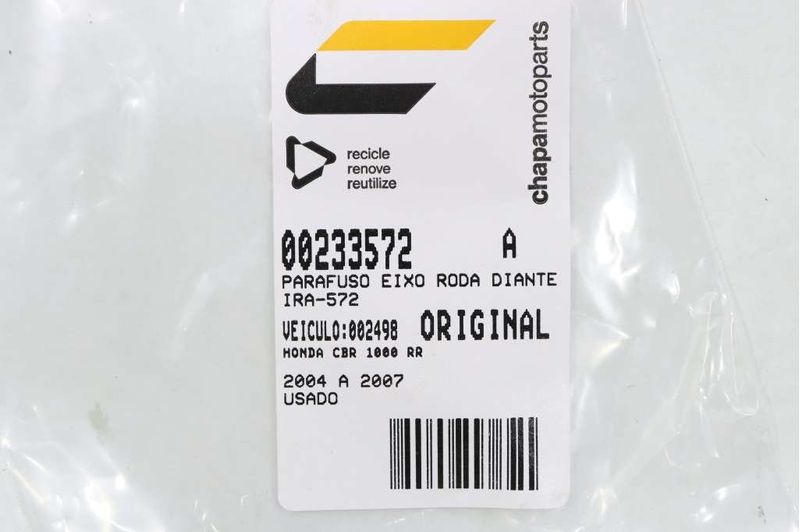 chapamotoparts
recicle
renove
reutilize
00233572 A
PARAFUSO EIXO RODA DIANTE
IRA-572
VEICULO:002498 ORIGINAL
HONDA CBR 1000 RR
2004 A 2007
USADO